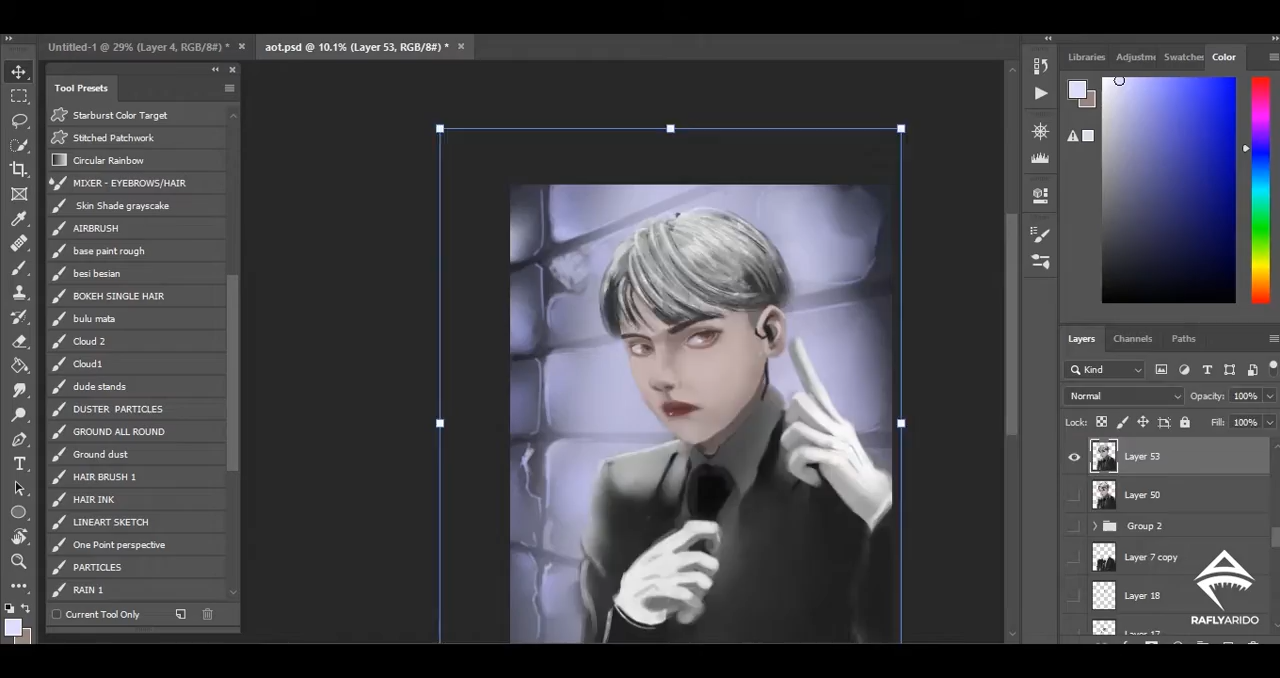 Untitled-1 @ 29% (Layer 4, RGB/8#) *
aot.psd @ 10.1% (Layer 53, RGB/8#) *
Tool Presets
Starburst Color Target
Stitched Patchwork
Circular Rainbow
MIXER - EYEBROWS/HAIR
Skin Shade grayscake
AIRBRUSH
base paint rough
besi besian
BOKEH SINGLE HAIR
bulu mata
Cloud 2
Cloud1
dude stands
DUSTER PARTICLES
GROUND ALL ROUND
Ground dust
HAIR BRUSH 1
HAIR INK
LINEART SKETCH
One Point perspective
PARTICLES
RAIN 1
Current Tool Only
Libraries Adjustme Swatches Color
Layers Channels Paths
Kind
Normal Opacity: 100%
Lock: Fill: 100%
Layer 53
Layer 50
Group 2
Layer 7 copy
Layer 18
Layer 17
RAFLYARIDO